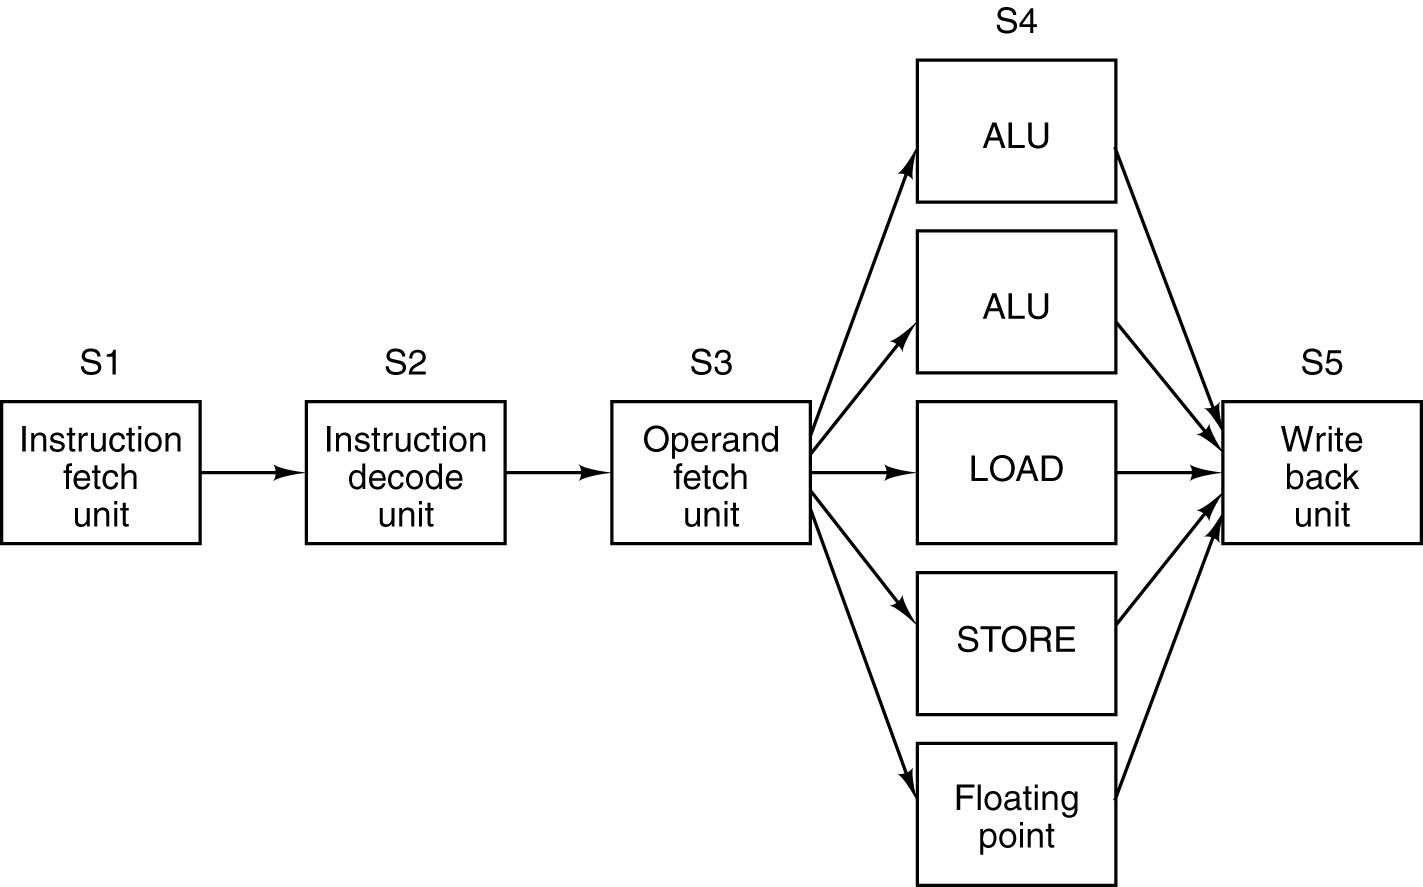 S1
Instruction
fetch
unit
S2
Instruction
decode
unit
S3
Operand
fetch
unit
S4
ALU
ALU
LOAD
STORE
Floating
point
S5
Write
back
unit